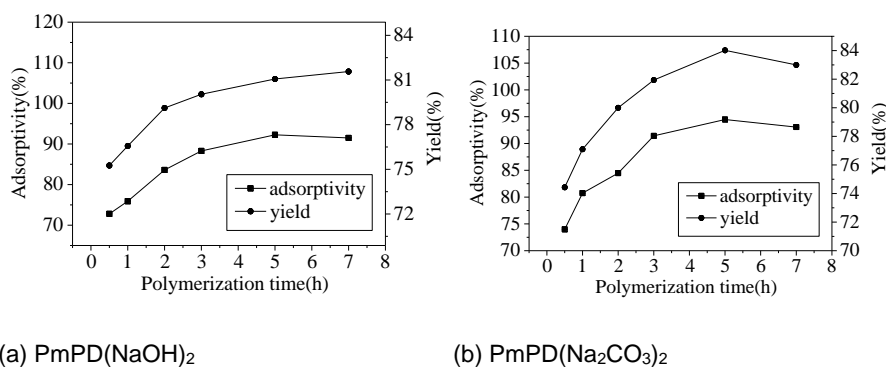 120
110
100
90
80
70
Adsorptivity(%)
84
81
78
75
72
Yield(%)
adsorptivity
yield
0 1 2 3 4 5 6 7 8
Polymerization time(h)
110
105
100
95
90
85
80
75
70
Adsorptivity(%)
84
82
80
78
76
74
72
70
Yield(%)
adsorptivity
yield
0 1 2 3 4 5 6 7 8
Polymerization time(h)
(a) PmPD(NaOH)₂
(b) PmPD(Na₂CO₃)₂